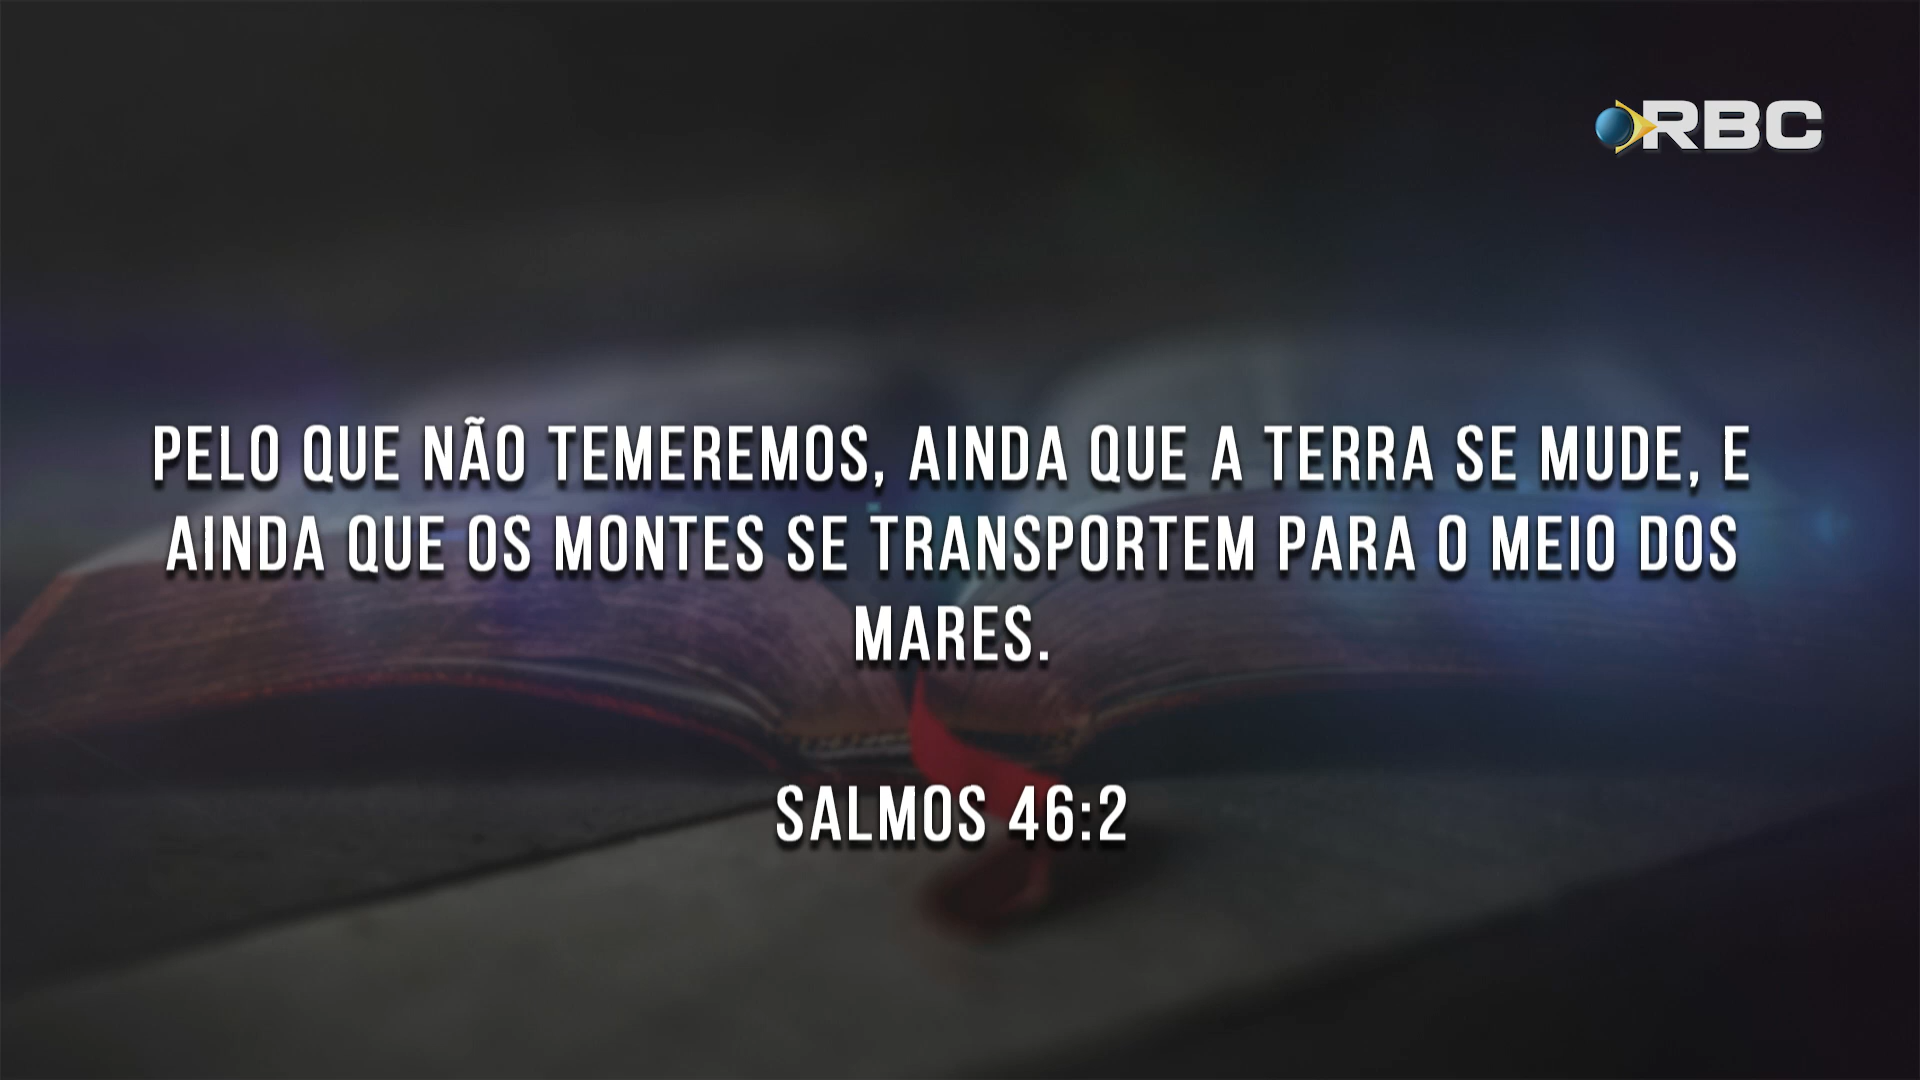 RBC
PELO QUE NÃO TEMEREMOS, AINDA QUE A TERRA SE MUDE, E
AINDA QUE OS MONTES SE TRANSPORTEM PARA O MEIO DOS
MARES.
SALMOS 46:2